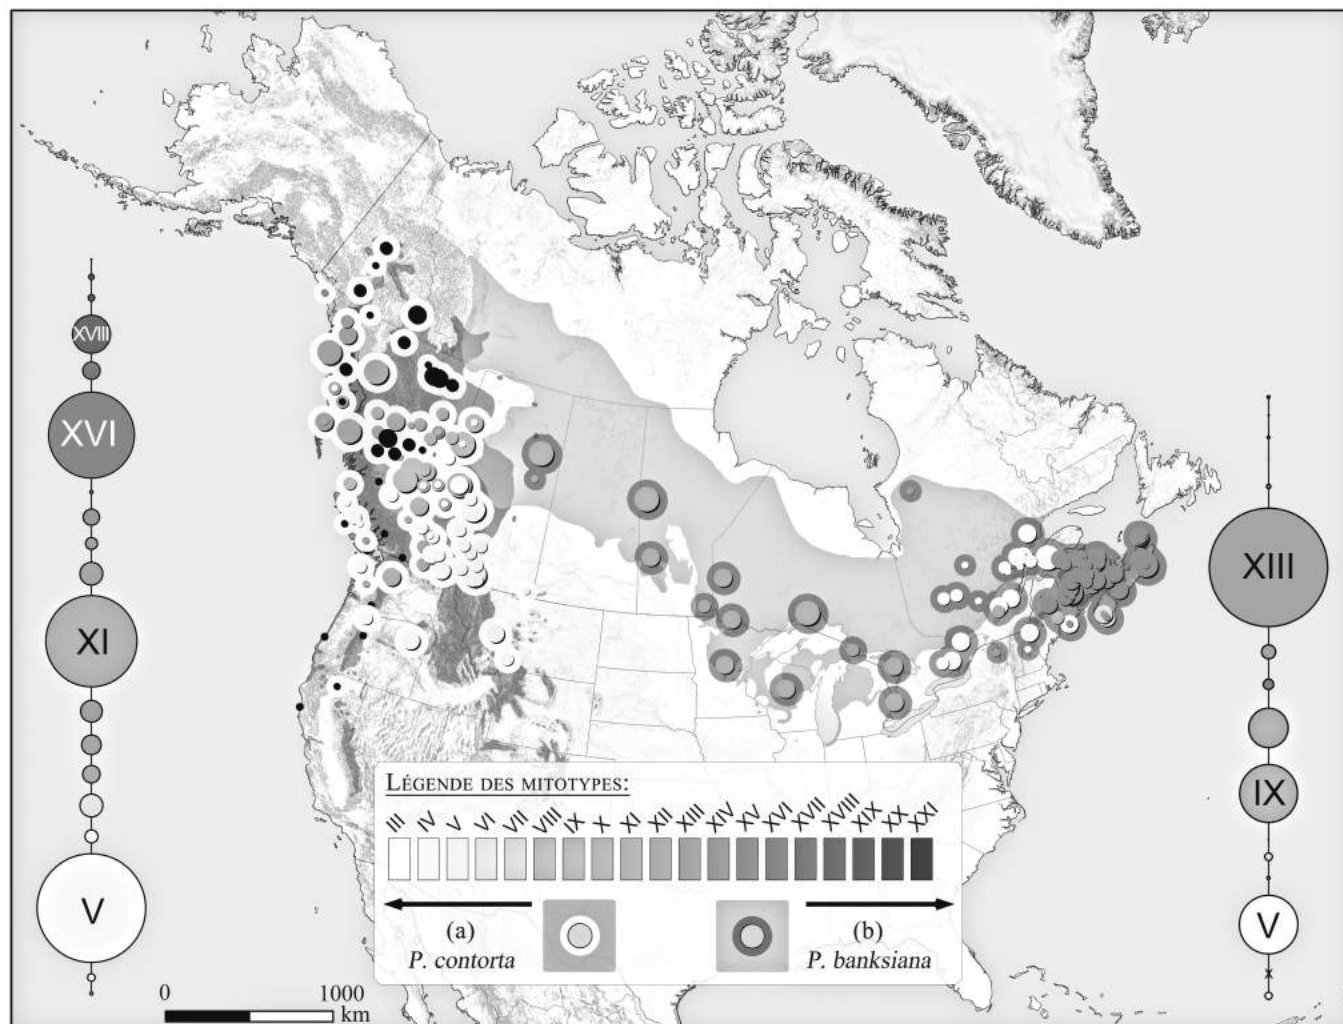 XVIII
XVI
XI
V
XIII
IX
V
LÉGENDE DES MITOTYPES:
III IV V VI VII VIII IX X XI XII XIII XIV XV XVI XVII XVIII XIX XX XXI
(a) (b)
P. contorta P. banksiana
0 1000
km